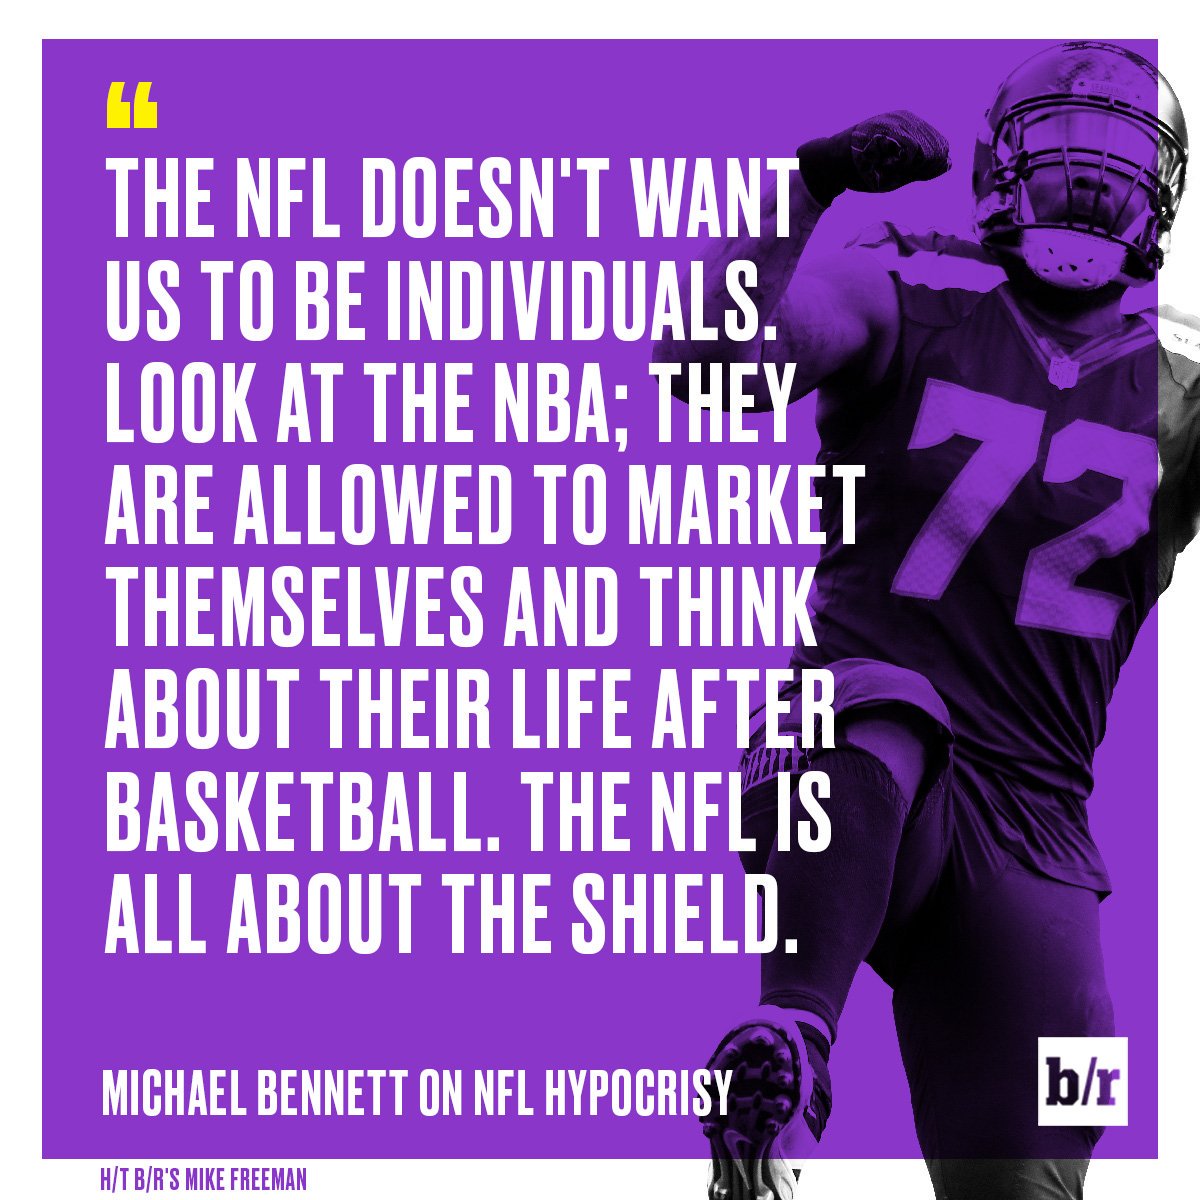 “
THE NFL DOESN'T WANT
US TO BE INDIVIDUALS.
LOOK AT THE NBA; THEY
ARE ALLOWED TO MARKET
THEMSELVES AND THINK
ABOUT THEIR LIFE AFTER
BASKETBALL. THE NFL IS
ALL ABOUT THE SHIELD.
72
MICHAEL BENNETT ON NFL HYPOCRISY
b/r
H/T B/R'S MIKE FREEMAN